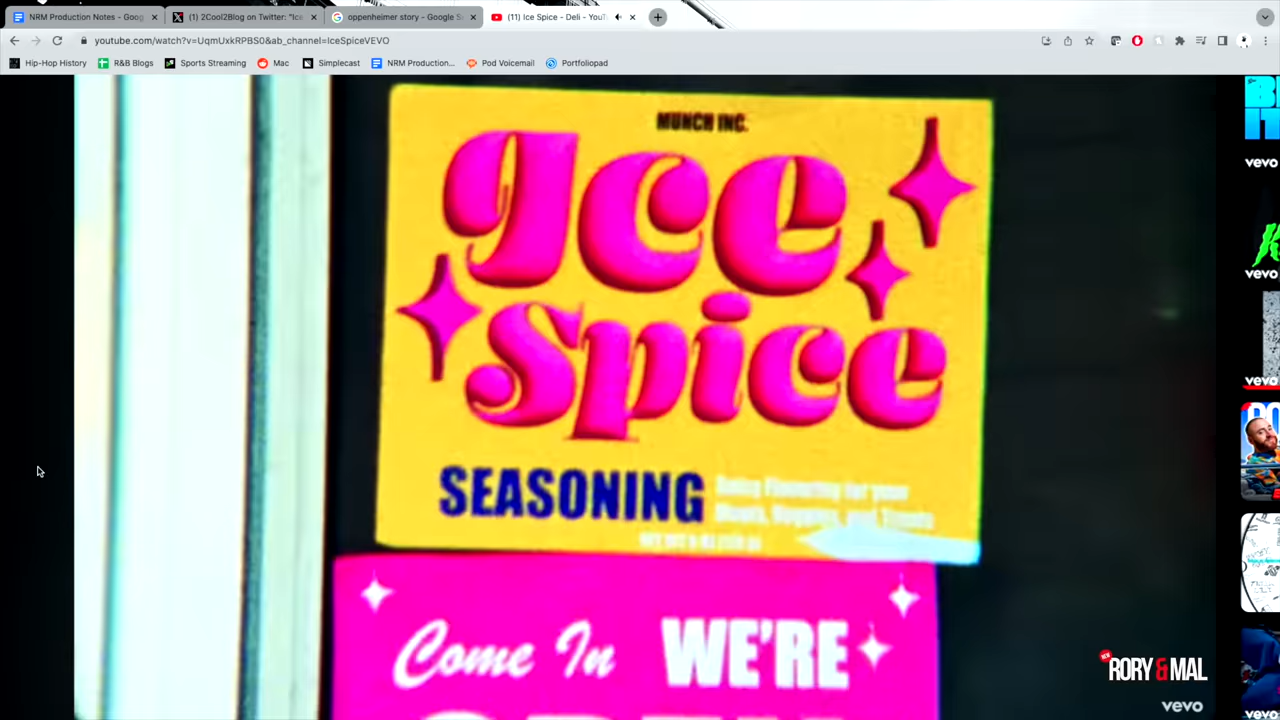 NRM Production Notes - Goog
(1) 2Cool2Blog on Twitter: "Ice
oppenheimer story - Google S
(11) Ice Spice - Deli - YouT
youtube.com/watch?v=UqmUxkRPBS0&ab_channel=IceSpiceVEVO
Hip-Hop History
R&B Blogs
Sports Streaming
Mac
Simplecast
NRM Production...
Pod Voicemail
Portfoliopad
MUNCH INC.
Ice
Spice
SEASONING
Come In WE'RE
vevo
vevo
vevo
vevo
NEW
RORY & MAL
vevo